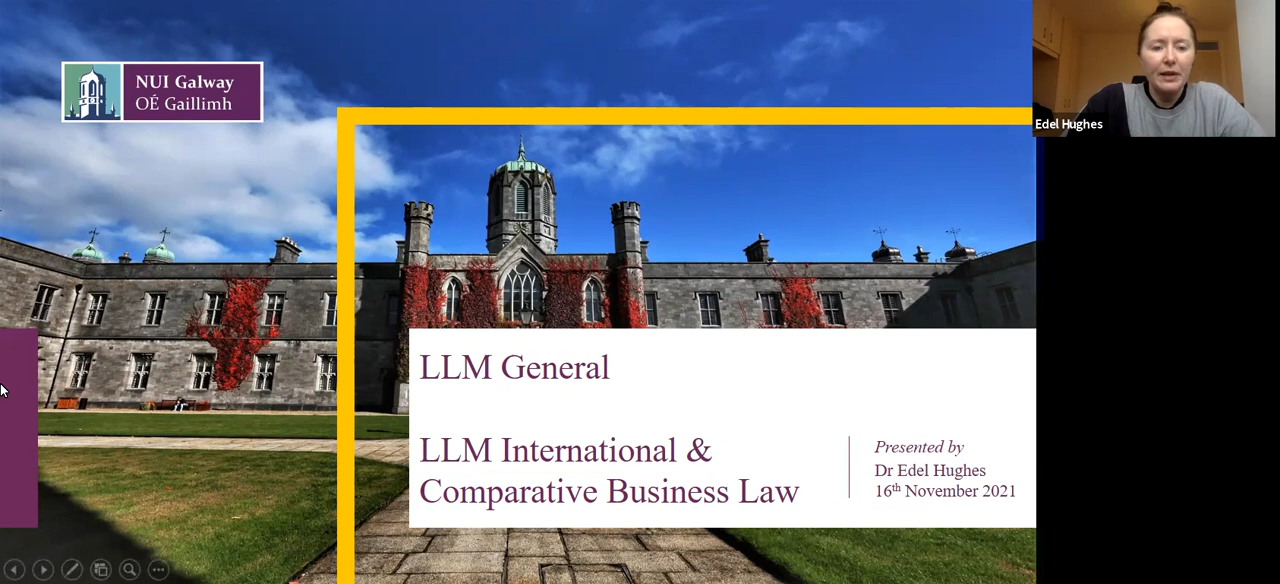 NUI Galway
OÉ Gaillimh
Edel Hughes
LLM General
LLM International &
Comparative Business Law
Presented by
Dr Edel Hughes
16th November 2021